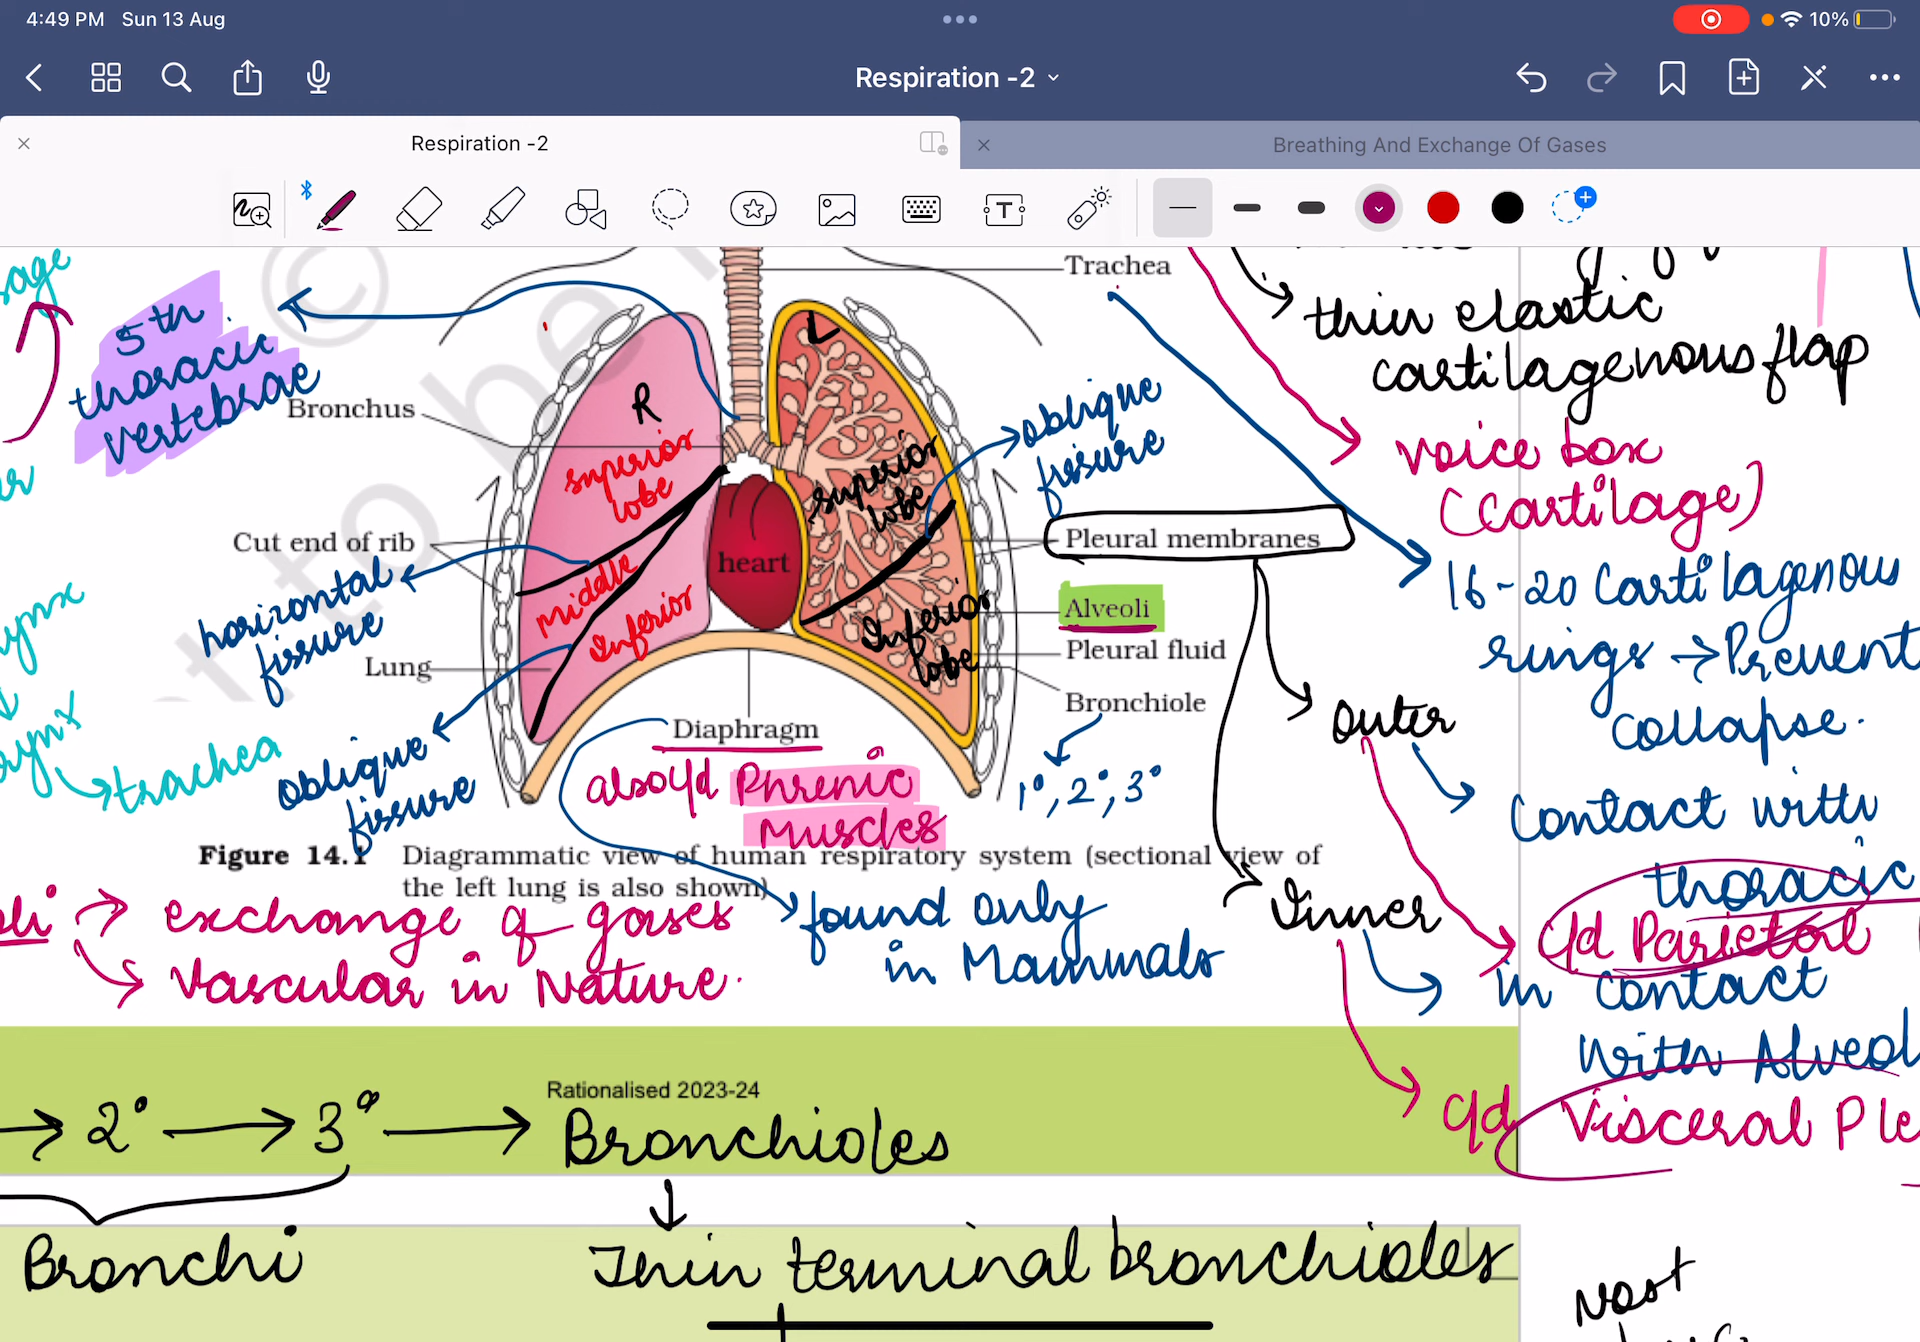 4:49 PM Sun 13 Aug
10%
Respiration -2
Respiration -2
Breathing And Exchange Of Gases
Trachea
thin elastic
cartilagenous flap
5th
thoracic
vertebrae
Bronchus
R
L
superior
lobe
superior
lobe
oblique
fissure
voice box
(Cartilage)
Cut end of rib
heart
Pleural membranes
horizontal
fissure
Middle
Inferior
Inferior
lobe
Alveoli
16-20 Cartilagenous
rings → Prevent
collapse.
Lung
Pleural fluid
Bronchiole
1°, 2°, 3°
Diaphragm
also c/d Phrenic
Muscles
oblique
fissure
→trachea
Outer
Contact with
thoracic
c/d Parietal
Figure 14.1 Diagrammatic view of human respiratory system (sectional view of
the left lung is also shown)
→ exchange of gases
→ Vascular in Nature.
found only
in Mammals
Inner
in contact
with Alveol
c/d Visceral Ple
Rationalised 2023-24
→ 2° → 3° → Bronchioles
Bronchi
Thin terminal bronchioles